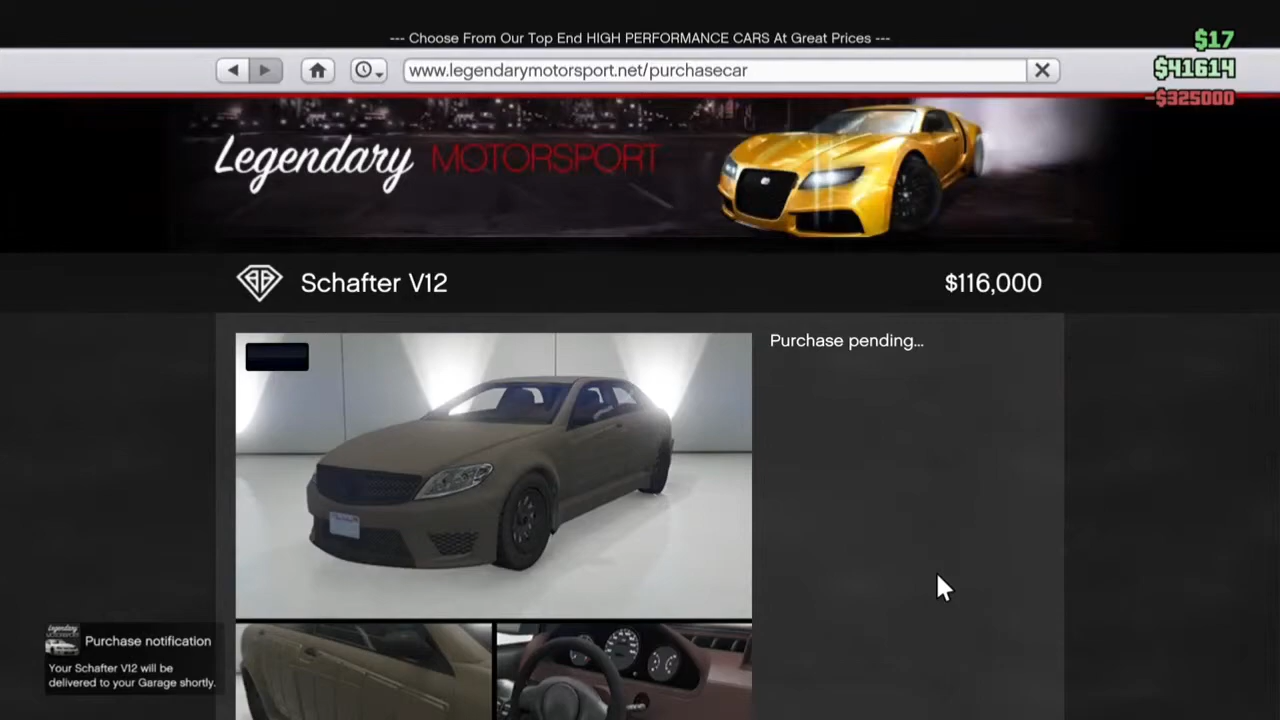 --- Choose From Our Top End HIGH PERFORMANCE CARS At Great Prices ---
$17
www.legendarymotorsport.net/purchasecar
$41614
-$325000
Legendary MOTORSPORT
Schafter V12
$116,000
Purchase pending...
Legendary
MOTORSPORT
Purchase notification
Your Schafter V12 will be
delivered to your Garage shortly.